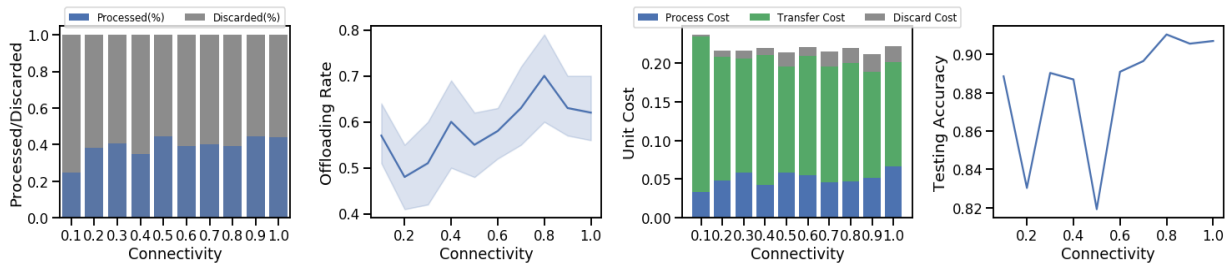 Processed(%) Discarded(%)
Processed/Discarded
1.0
0.8
0.6
0.4
0.2
0.0
0.1 0.2 0.3 0.4 0.5 0.6 0.7 0.8 0.9 1.0
Connectivity
Offloading Rate
0.8
0.7
0.6
0.5
0.4
0.2 0.4 0.6 0.8 1.0
Connectivity
Process Cost Transfer Cost Discard Cost
Unit Cost
0.20
0.15
0.10
0.05
0.00
0.10.20.30.40.50.60.70.80.91.0
Connectivity
Testing Accuracy
0.90
0.88
0.86
0.84
0.82
0.2 0.4 0.6 0.8 1.0
Connectivity